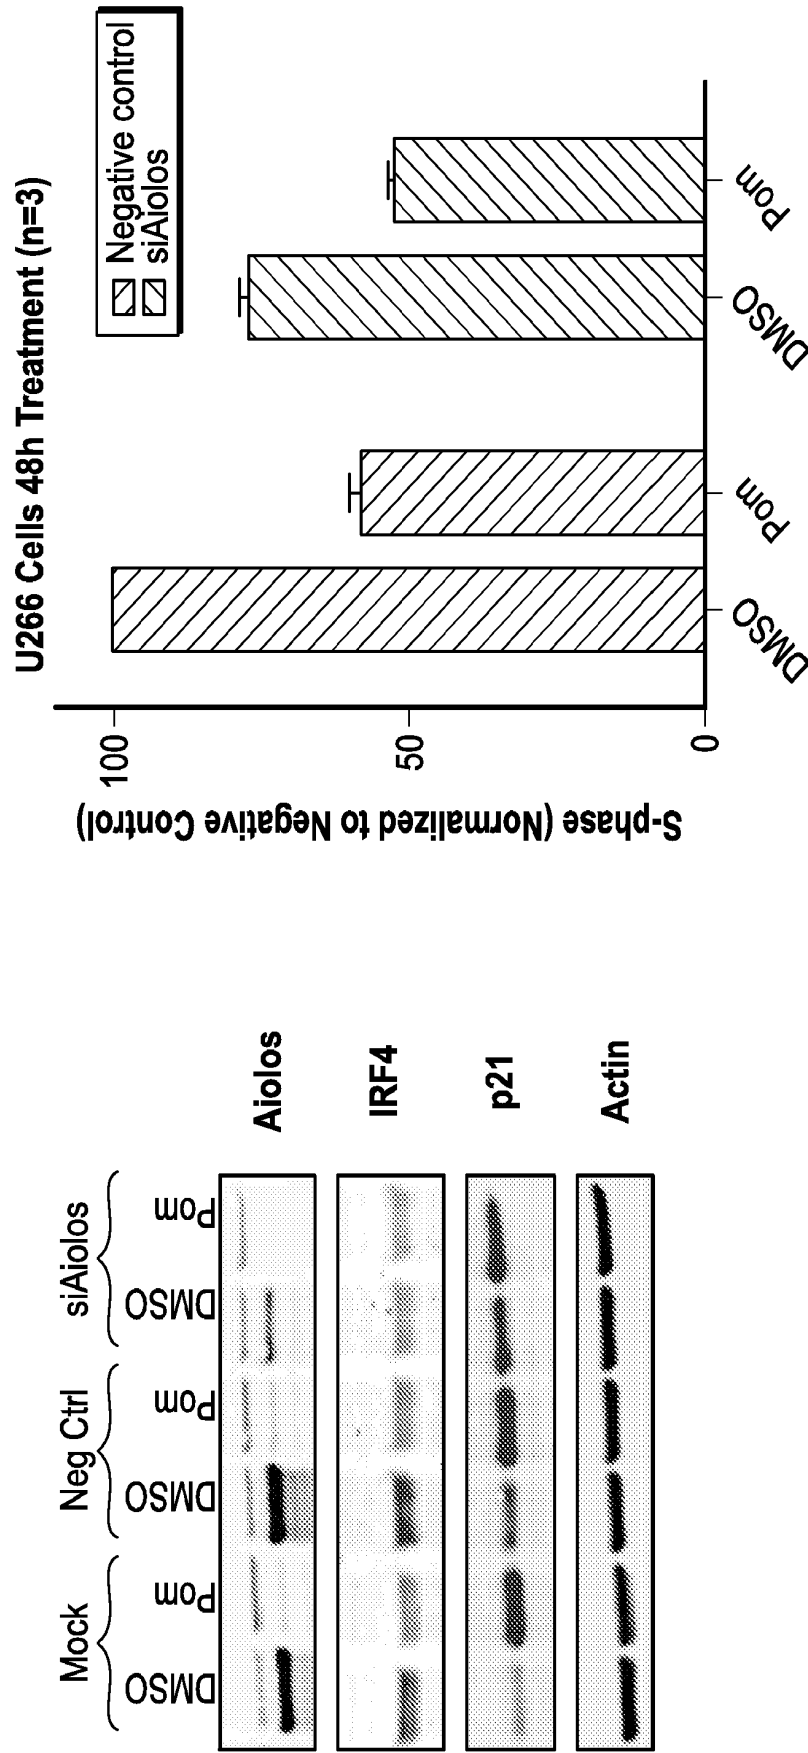 Mock
Neg Ctrl
siAiolos
DMSO
Pom
DMSO
Pom
DMSO
Pom
Aiolos
IRF4
p21
Actin
U266 Cells 48h Treatment (n=3)
Negative control
siAiolos
S-phase (Normalized to Negative Control)
100
50
0
DMSO
Pom
DMSO
Pom